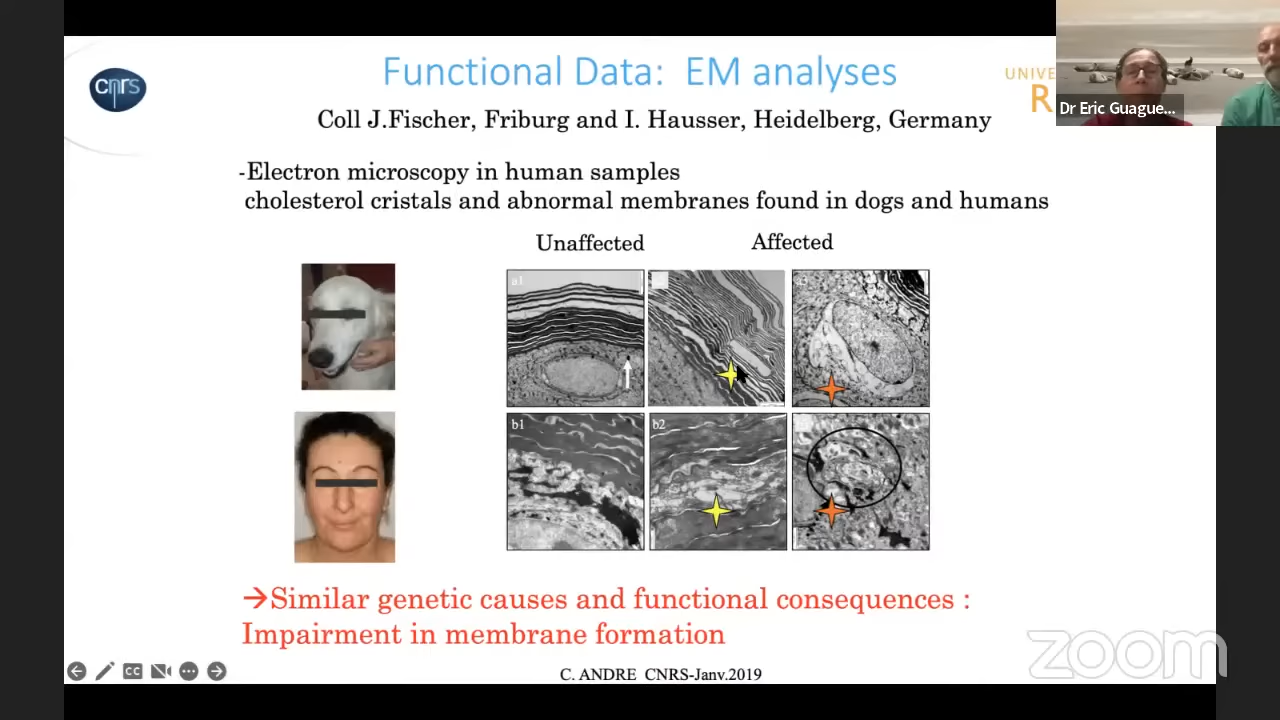 cnrs
Functional Data: EM analyses
UNIVE
R
Coll J.Fischer, Friburg and I. Hausser, Heidelberg, Germany
Dr Eric Guague...
-Electron microscopy in human samples
cholesterol cristals and abnormal membranes found in dogs and humans
Unaffected
Affected
a1
b1
b2
→Similar genetic causes and functional consequences :
Impairment in membrane formation
zoom
CC
C. ANDRE CNRS-Janv.2019